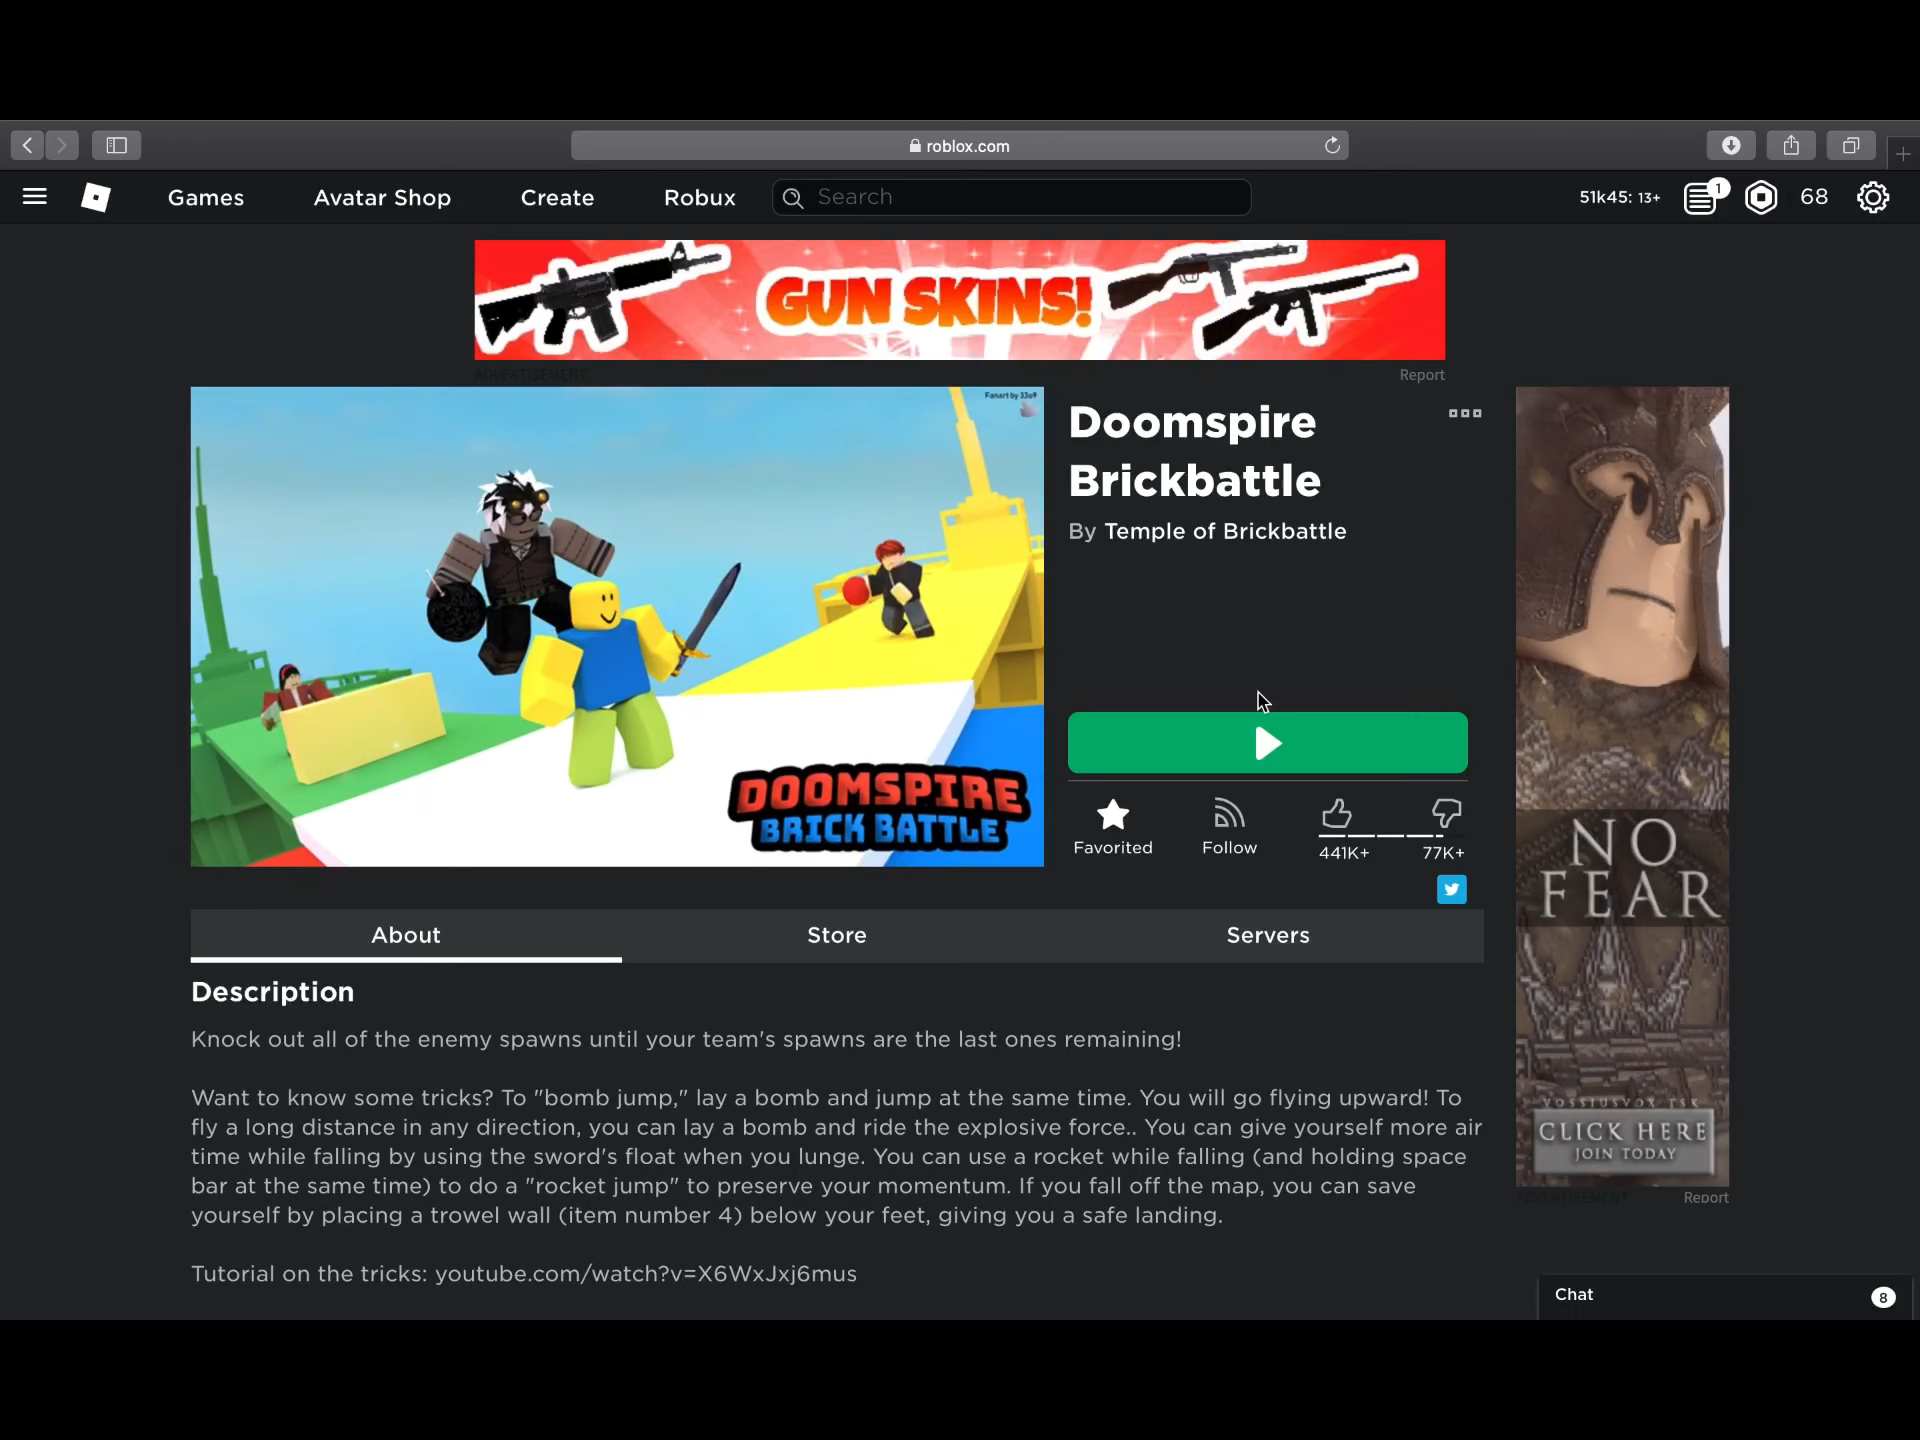 roblox.com
Games
Avatar Shop
Create
Robux
Search
51k45: 13+
1
68
GUN SKINS!
ADVERTISEMENT
Report
Fanart by 33o9
DOOMSPIRE
BRICK BATTLE
Doomspire
Brickbattle
By Temple of Brickbattle
Favorited
Follow
441K+
77K+
NO
FEAR
VOSSIUSVOX TSK
CLICK HERE
JOIN TODAY
ADVERTISEMENT
Report
About
Store
Servers
Description
Knock out all of the enemy spawns until your team's spawns are the last ones remaining!
Want to know some tricks? To "bomb jump," lay a bomb and jump at the same time. You will go flying upward! To
fly a long distance in any direction, you can lay a bomb and ride the explosive force.. You can give yourself more air
time while falling by using the sword's float when you lunge. You can use a rocket while falling (and holding space
bar at the same time) to do a "rocket jump" to preserve your momentum. If you fall off the map, you can save
yourself by placing a trowel wall (item number 4) below your feet, giving you a safe landing.
Tutorial on the tricks: youtube.com/watch?v=X6WxJxj6mus
Chat
8